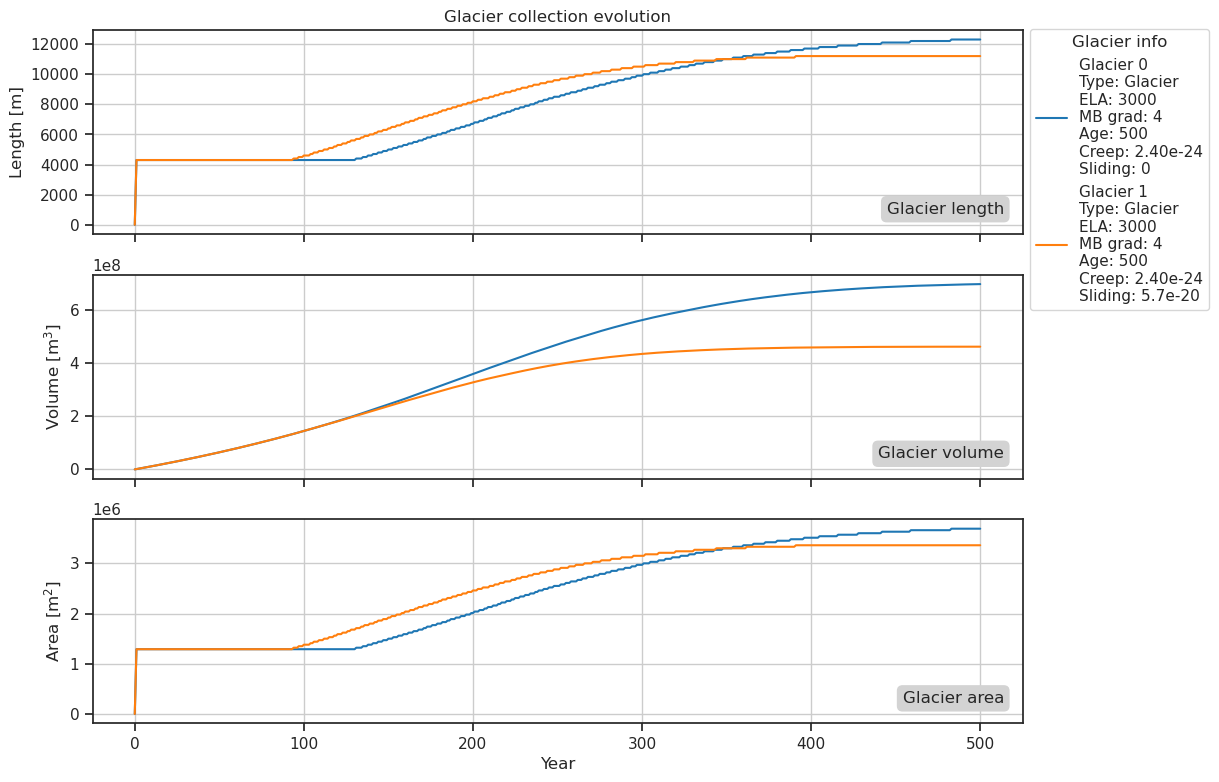 Glacier collection evolution
12000
10000
8000
6000
4000
2000
0
Length [m]
Glacier length
Glacier info
Glacier 0
Type: Glacier
ELA: 3000
MB grad: 4
Age: 500
Creep: 2.40e-24
Sliding: 0
Glacier 1
Type: Glacier
ELA: 3000
MB grad: 4
Age: 500
Creep: 2.40e-24
Sliding: 5.7e-20
1e8
6
4
2
0
Volume [m³]
Glacier volume
1e6
3
2
1
0
Area [m²]
Glacier area
0 100 200 300 400 500
Year